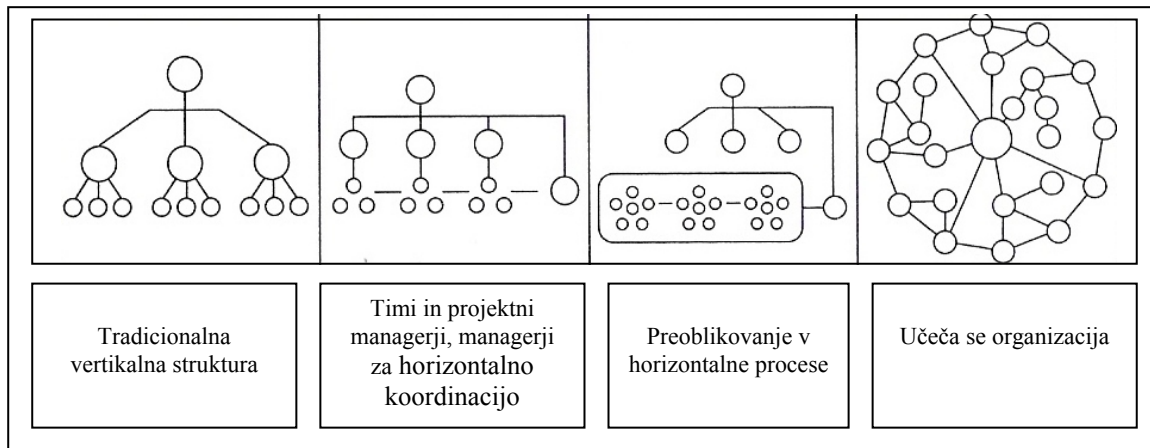 Tradicionalna
vertikalna struktura
Timi in projektni
managerji, managerji
za horizontalno
koordinacijo
Preoblikovanje v
horizontalne procese
Učeča se organizacija